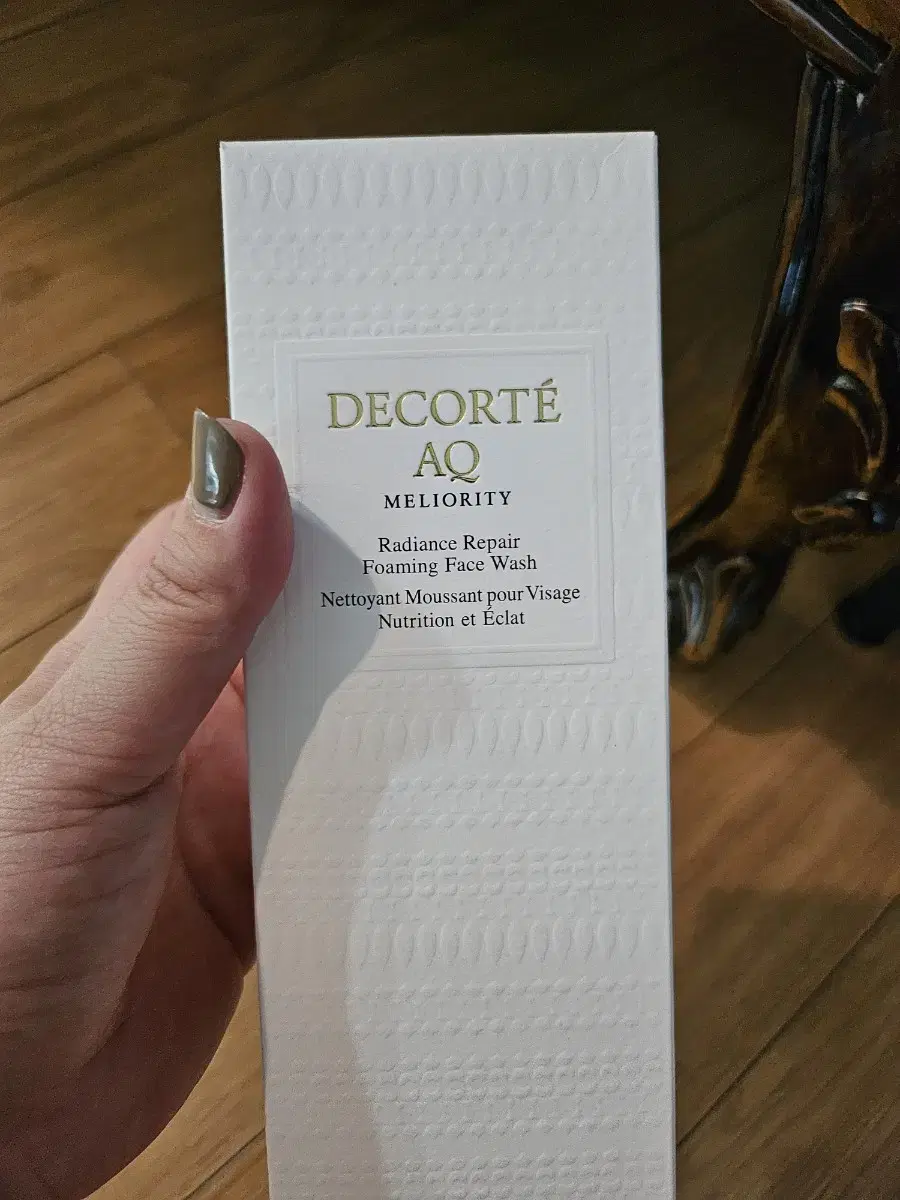 DECORTÉ
AQ
MELIORITY
Radiance Repair
Foaming Face Wash
Nettoyant Moussant pour Visage
Nutrition et Éclat